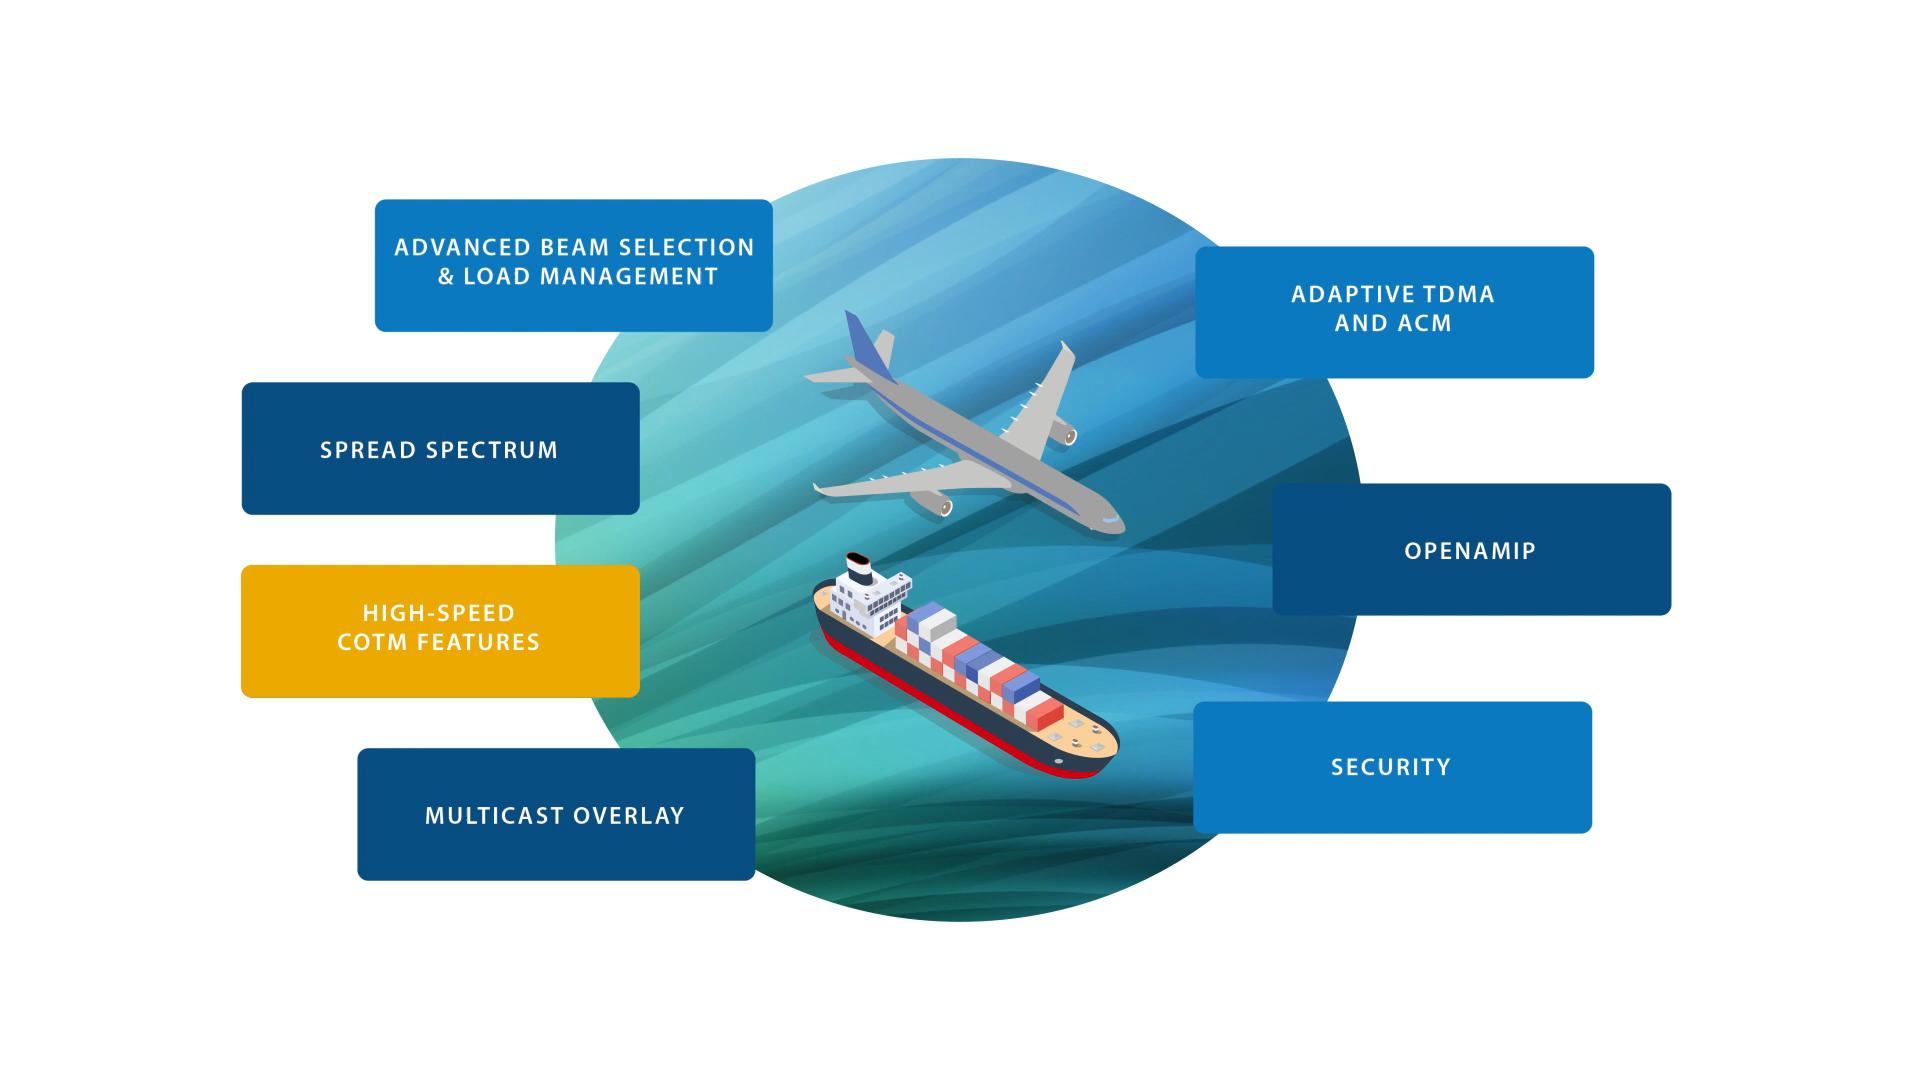 ADVANCED BEAM SELECTION
& LOAD MANAGEMENT
ADAPTIVE TDMA
AND ACM
SPREAD SPECTRUM
OPENAMIP
HIGH-SPEED
COTM FEATURES
SECURITY
MULTICAST OVERLAY